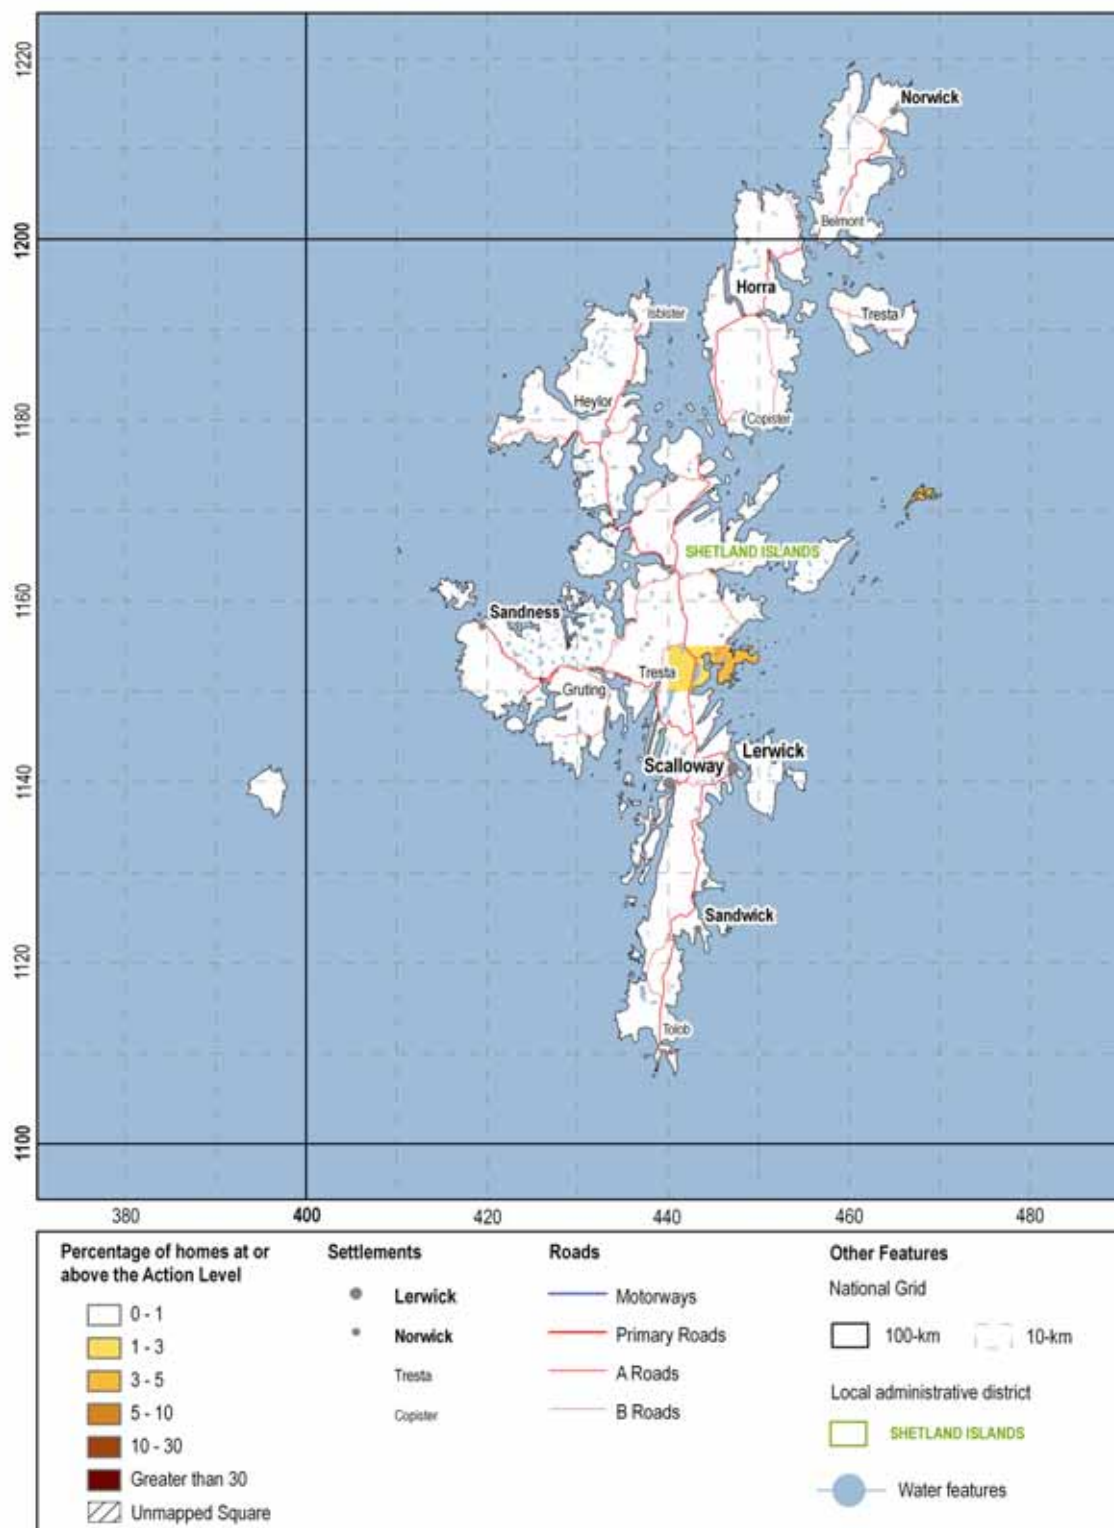 1220
Norwick
Belmont
1200
Horra
Isbister
Tresta
Heylor
1180
Copister
SHETLAND ISLANDS
1160
Sandness
Tresta
Gruting
Lerwick
Scalloway
1140
Sandwick
1120
Tolob
1100
380
400
420
440
460
480
Percentage of homes at or
above the Action Level
0 - 1
1 - 3
3 - 5
5 - 10
10 - 30
Greater than 30
Unmapped Square
Settlements
Lerwick
Norwick
Tresta
Copister
Roads
Motorways
Primary Roads
A Roads
B Roads
Other Features
National Grid
100-km
10-km
Local administrative district
SHETLAND ISLANDS
Water features